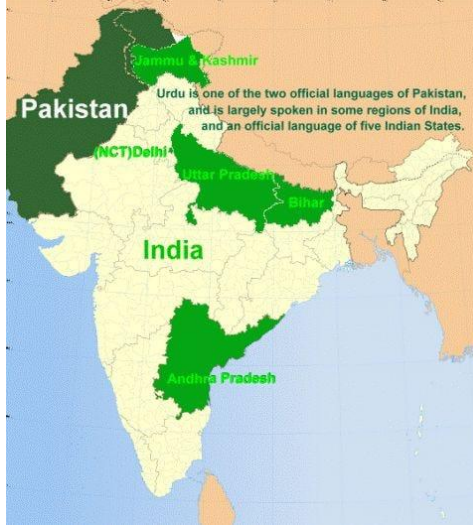 Jammu & Kashmir
Urdu is one of the two official languages of Pakistan,
and is largely spoken in some regions of India,
and an official language of five Indian States.
Pakistan
(NCT)Delhi
Uttar Pradesh
Bihar
India
Andhra Pradesh